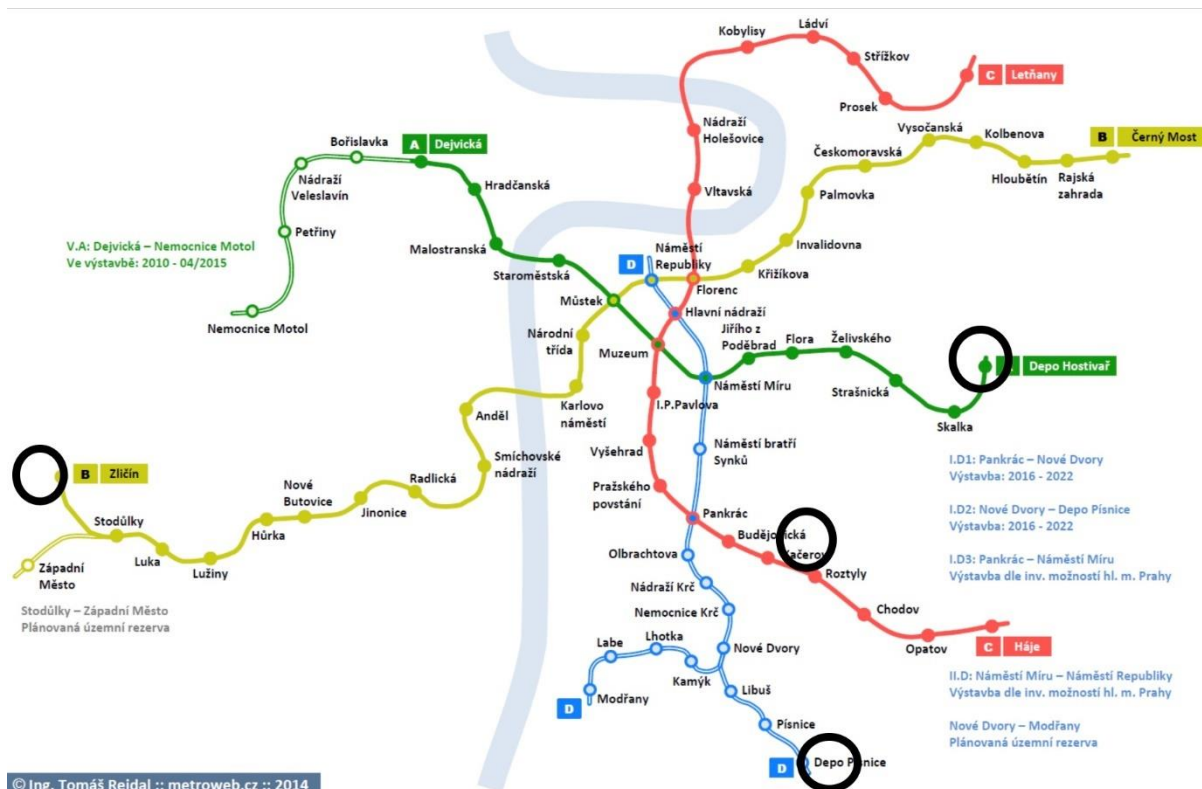 Kobylisy
Ládví
Střížkov
C Letňany
Prosek
Nádraží
Holešovice
Vltavská
Vysočanská
Kolbenova
B Černý Most
Českomoravská
Hloubětín
Rajská
zahrada
Palmovka
Invalidovna
Křižíkova
Bořislavka
A Dejvická
Nádraží
Veleslavín
Hradčanská
Petřiny
Malostranská
V.A: Dejvická – Nemocnice Motol
Ve výstavbě: 2010 - 04/2015
Staroměstská
Nemocnice Motol
D
Náměstí
Republiky
Florenc
Můstek
Hlavní nádraží
Národní
třída
Muzeum
Jiřího z
Poděbrad
Flora
Želivského
Depo Hostivař
Náměstí Míru
Strašnická
Skalka
I.P.Pavlova
Karlovo
náměstí
Anděl
Vyšehrad
Náměstí bratří
Synků
Smíchovské
nádraží
B Zličín
Radlická
Nové
Butovice
Jinonice
Stodůlky
Hůrka
Luka
Lužiny
Západní
Město
Stodůlky – Západní Město
Plánovaná územní rezerva
Pražského
povstání
Pankrác
Budějovická
Olbrachtova
Roztyly
Nádraží Krč
Nemocnice Krč
Chodov
Opatov
C Háje
Labe
Lhotka
Nové Dvory
Kamýk
Modřany
D
Libuš
Písnice
D
Depo Písnice
I.D1: Pankrác – Nové Dvory
Výstavba: 2016 - 2022
I.D2: Nové Dvory – Depo Písnice
Výstavba: 2016 - 2022
I.D3: Pankrác – Náměstí Míru
Výstavba dle inv. možností hl. m. Prahy
II.D: Náměstí Míru – Náměstí Republiky
Výstavba dle inv. možností hl. m. Prahy
Nové Dvory – Modřany
Plánovaná územní rezerva
© Ing. Tomáš Rejdal :: metroweb.cz :: 2014